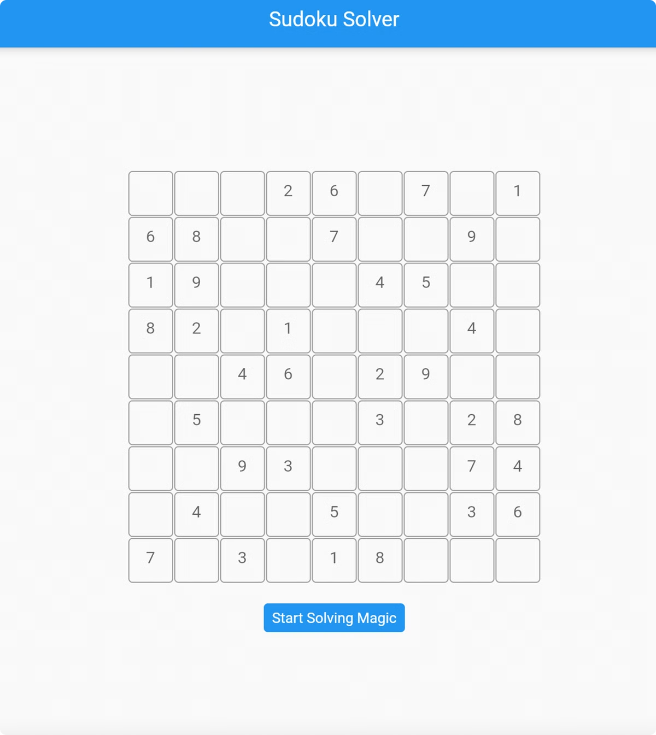 Sudoku Solver
2 6 7 1
6 8 7 9
1 9 4 5
8 2 1 4
4 6 2 9
5 3 2 8
9 3 7 4
4 5 3 6
7 3 1 8
Start Solving Magic